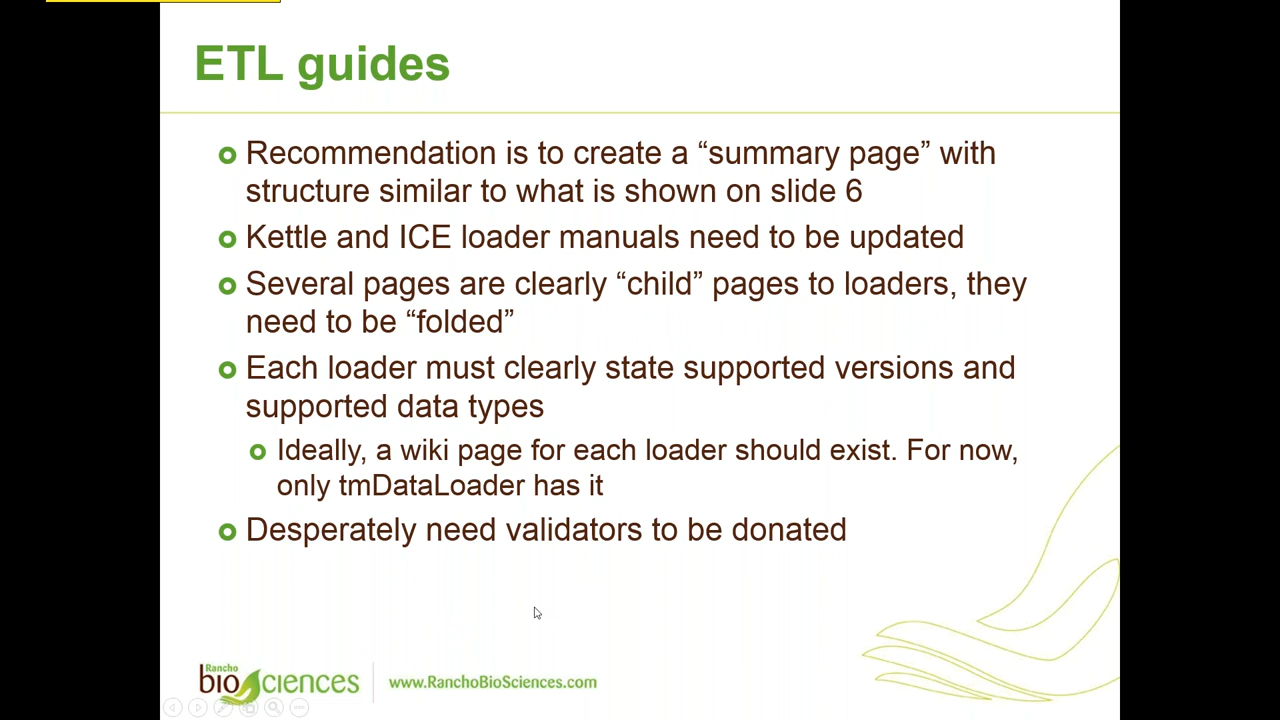 ETL guides
Recommendation is to create a “summary page” with
structure similar to what is shown on slide 6
Kettle and ICE loader manuals need to be updated
Several pages are clearly “child” pages to loaders, they
need to be “folded”
Each loader must clearly state supported versions and
supported data types
Ideally, a wiki page for each loader should exist. For now,
only tmDataLoader has it
Desperately need validators to be donated
Rancho
bioSciences
www.RanchoBioSciences.com